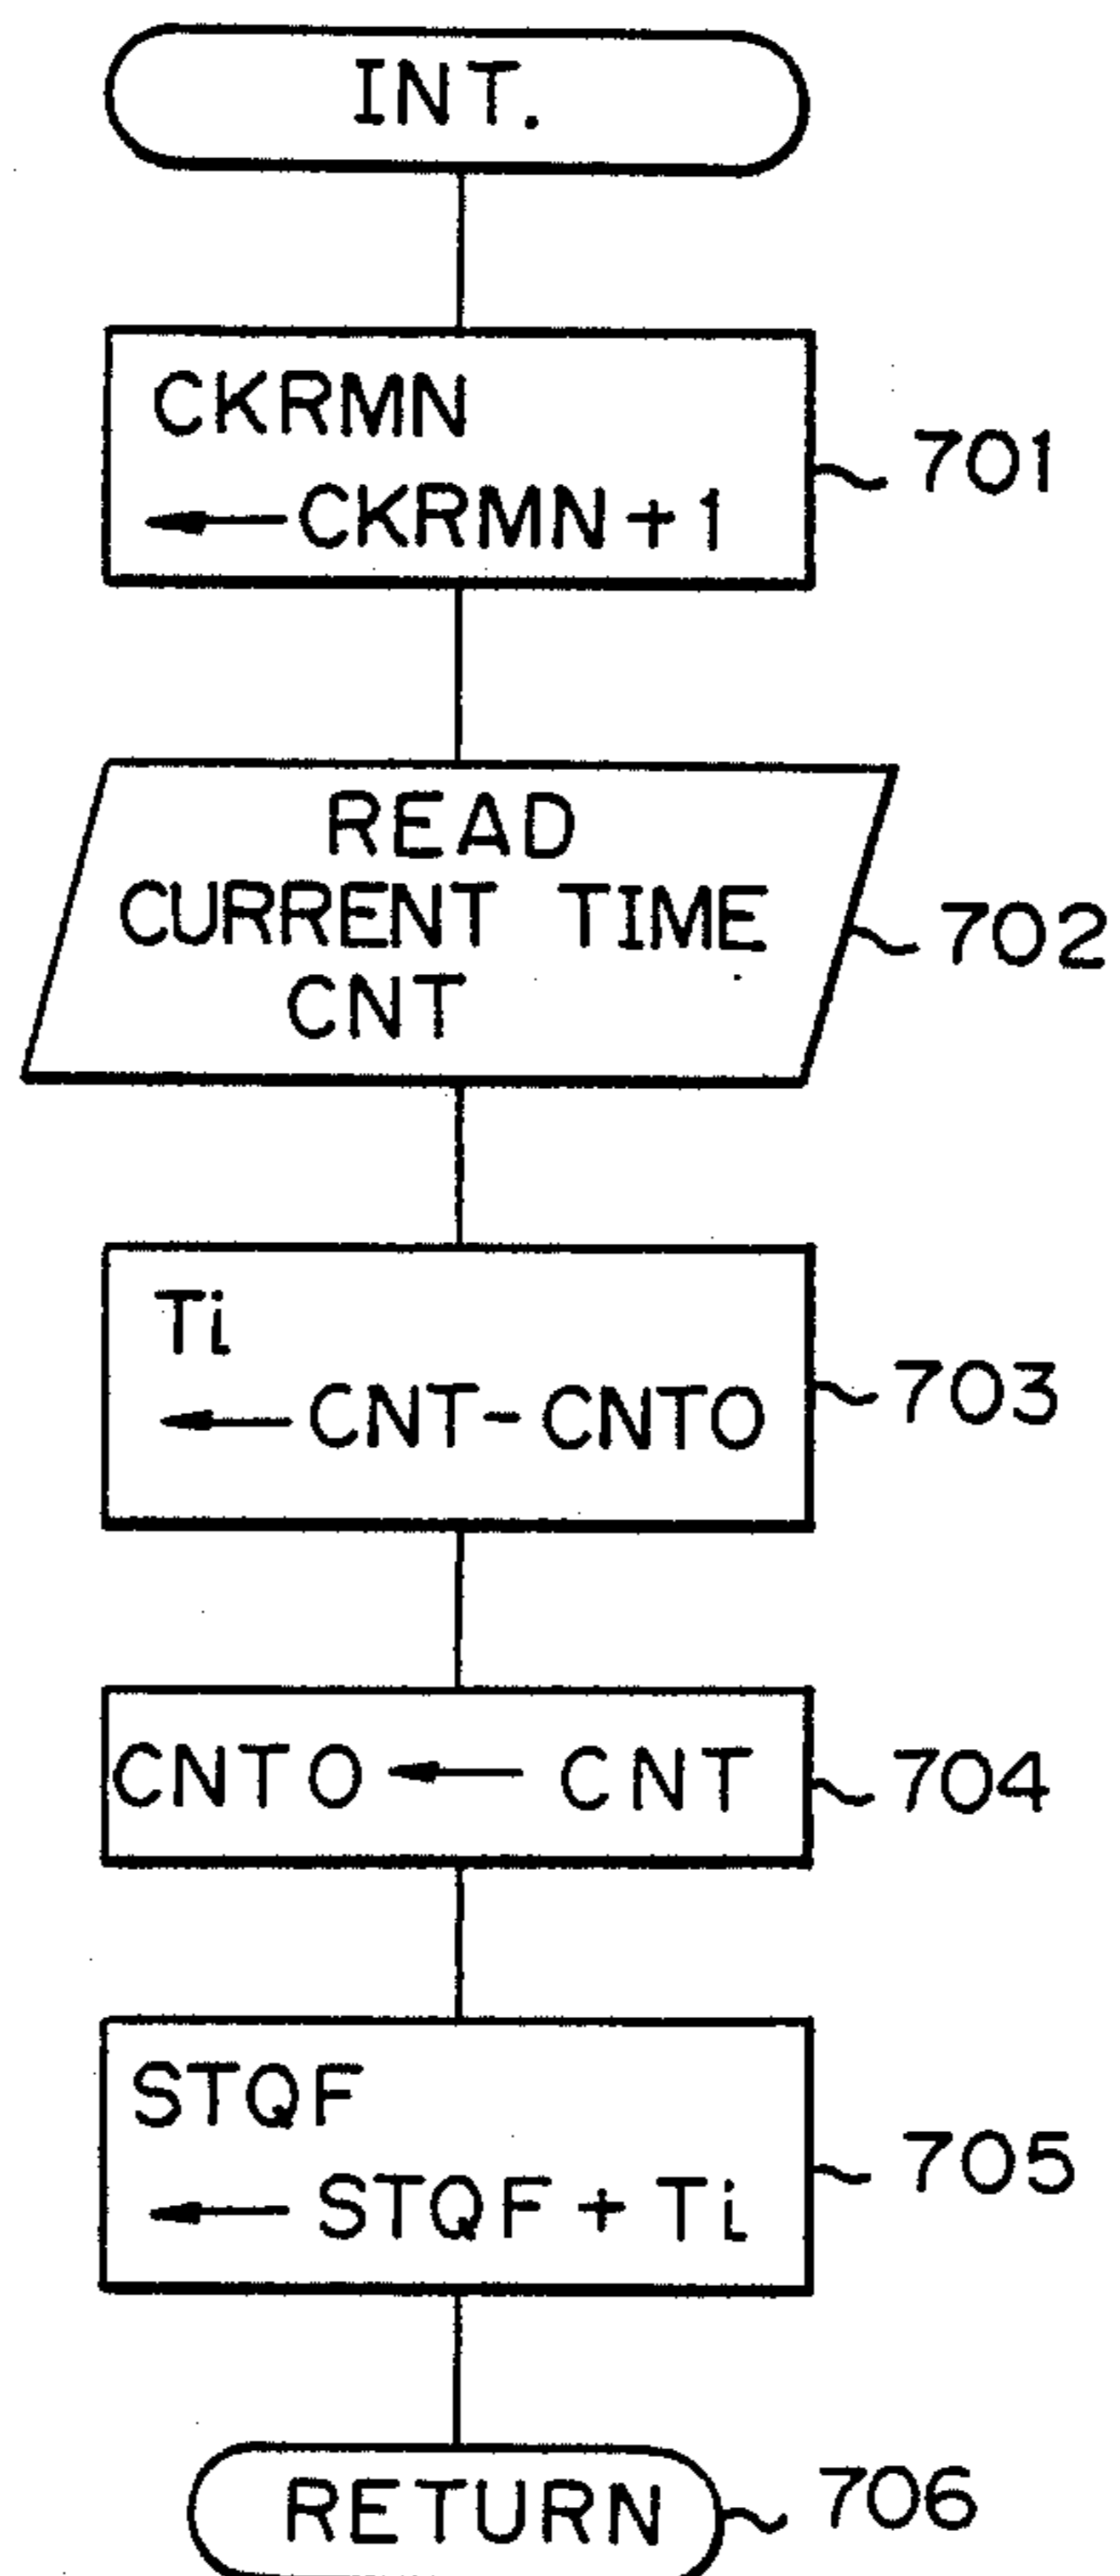 INT.
CKRMN
←CKRMN+1
701
READ
CURRENT TIME
CNT
702
Ti
←CNT-CNTO
703
CNTO←CNT
704
STQF
←STQF+Ti
705
RETURN
706